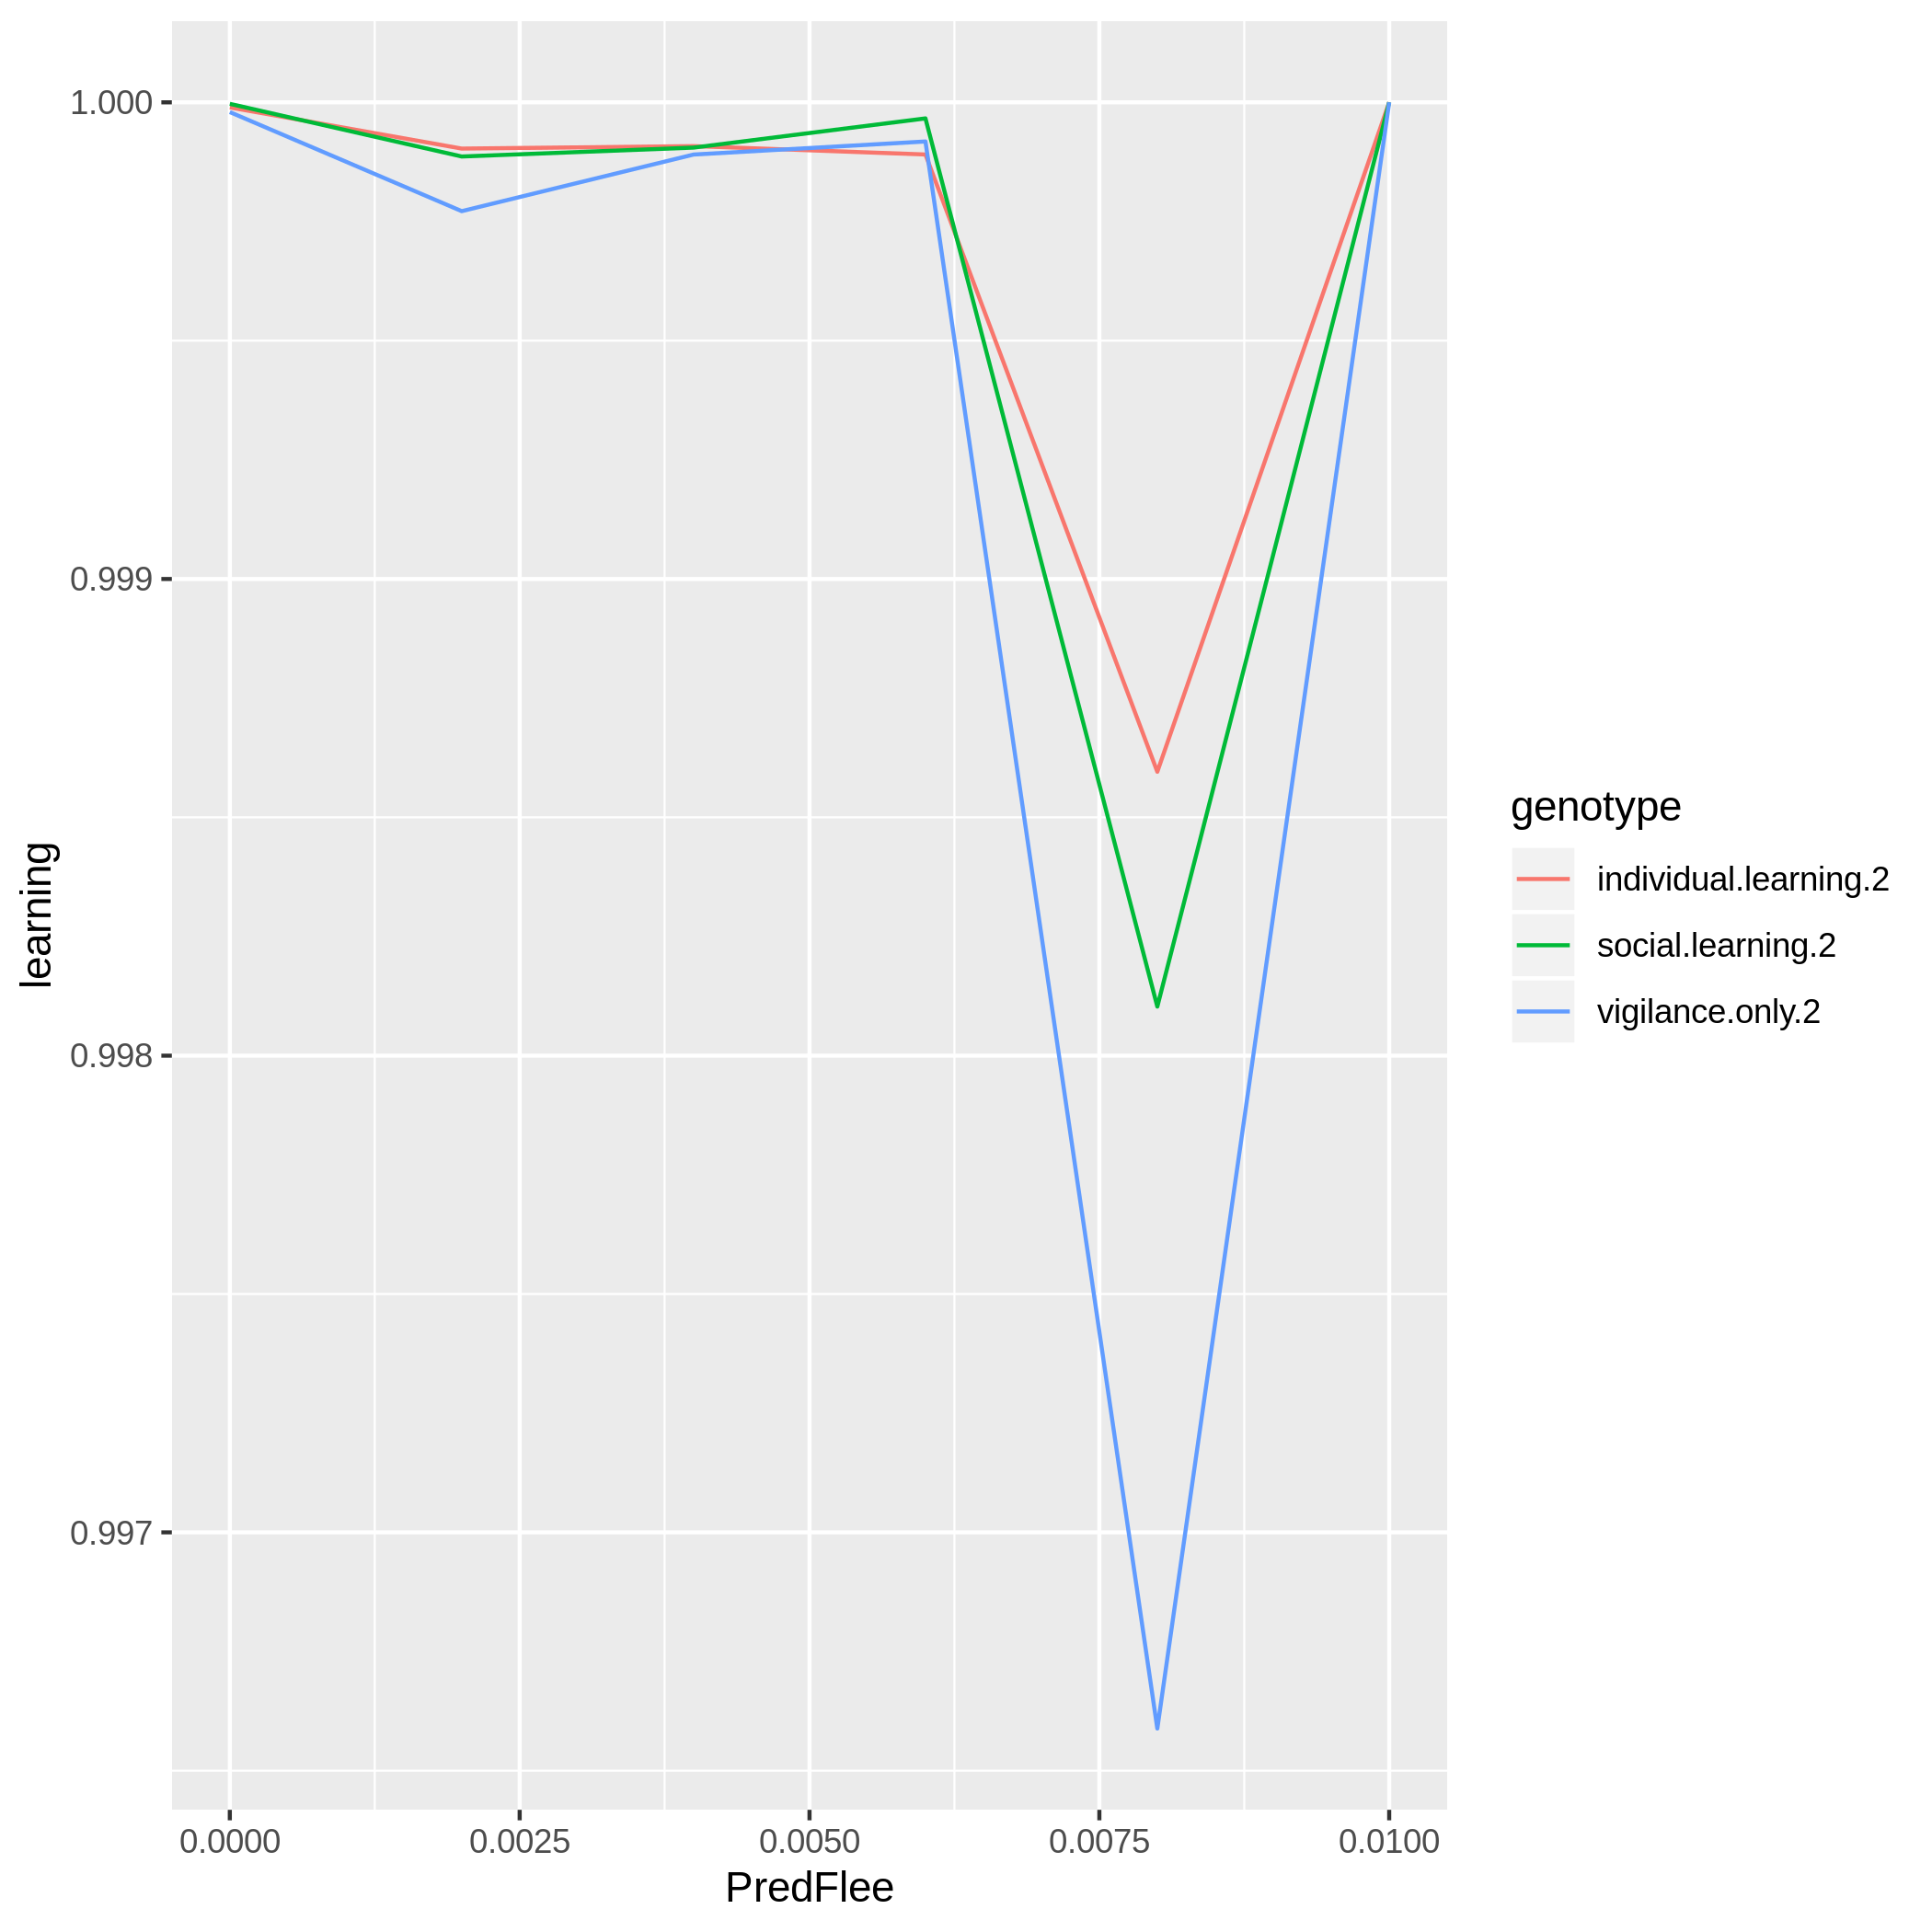 1.000
0.999
0.998
0.997
learning
0.0000
0.0025
0.0050
0.0075
0.0100
PredFlee
genotype
individual.learning.2
social.learning.2
vigilance.only.2